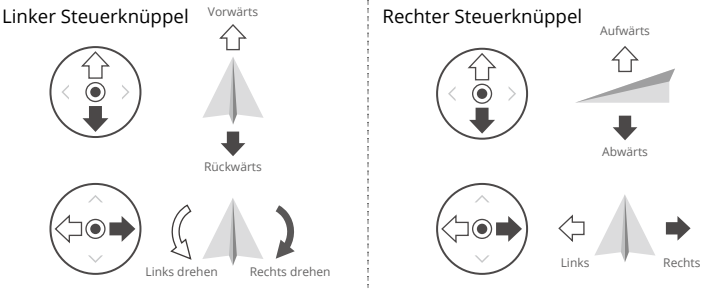 Linker Steuerknüppel
Vorwärts
Rückwärts
Links drehen
Rechts drehen
Rechter Steuerknüppel
Aufwärts
Abwärts
Links
Rechts